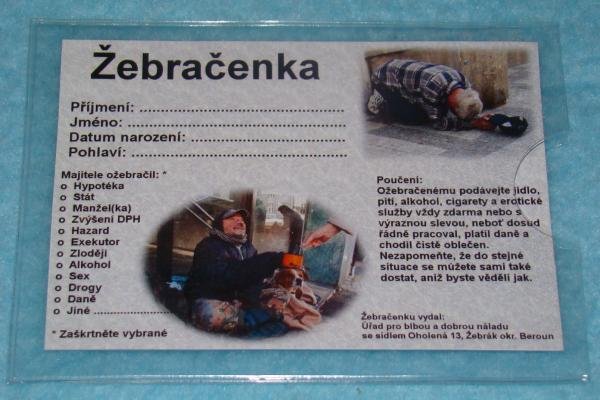 Žebračenka
Příjmení: ......................................
Jméno: .........................................
Datum narození: .............................
Pohlaví: ........................................
Majitele ožebračil: *
o Hypotéka
o Stát
o Manžel(ka)
o Zvýšení DPH
o Hazard
o Exekutor
o Zloději
o Alkohol
o Sex
o Drogy
o Daně
o Jiné ......................
* Zaškrtněte vybrané
Poučení:
Ožebračenému podávejte jídlo,
pití, alkohol, cigarety a erotické
služby vždy zdarma nebo s
výraznou slevou, neboť dosud
řádně pracoval, platil daně a
chodil čistě oblečen.
Nezapomeňte, že do stejné
situace se můžete sami také
dostat, aniž byste věděli jak.
Žebračenku vydal:
Úřad pro blbou a dobrou náladu
se sídlem Oholená 13, Žebrák okr. Beroun